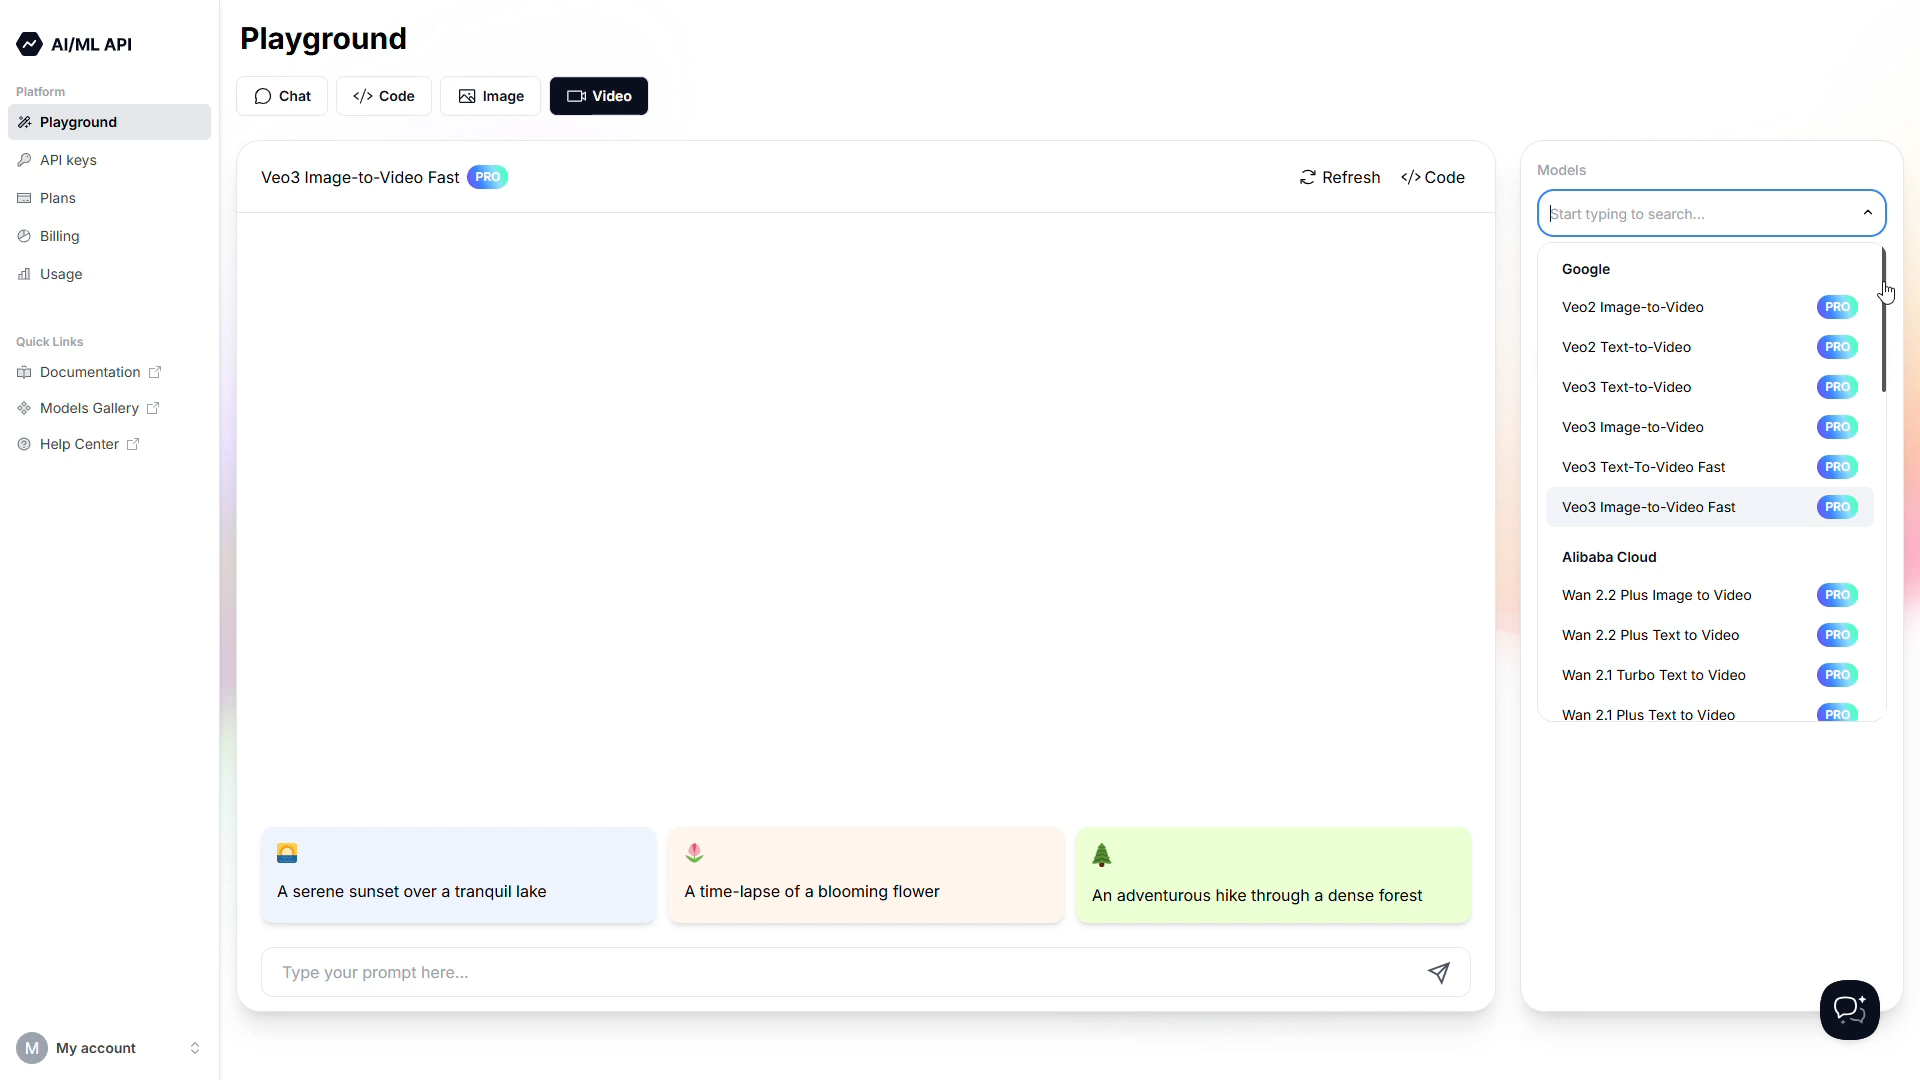 AI/ML API
Platform
Playground
API keys
Plans
Billing
Usage
Quick Links
Documentation
Models Gallery
Help Center
M My account
Playground
Chat
</> Code
Image
Video
Veo3 Image-to-Video Fast PRO
Refresh
</> Code
A serene sunset over a tranquil lake
A time-lapse of a blooming flower
An adventurous hike through a dense forest
Type your prompt here...
Models
Start typing to search...
Google
Veo2 Image-to-Video PRO
Veo2 Text-to-Video PRO
Veo3 Text-to-Video PRO
Veo3 Image-to-Video PRO
Veo3 Text-To-Video Fast PRO
Veo3 Image-to-Video Fast PRO
Alibaba Cloud
Wan 2.2 Plus Image to Video PRO
Wan 2.2 Plus Text to Video PRO
Wan 2.1 Turbo Text to Video PRO
Wan 2.1 Plus Text to Video PRO